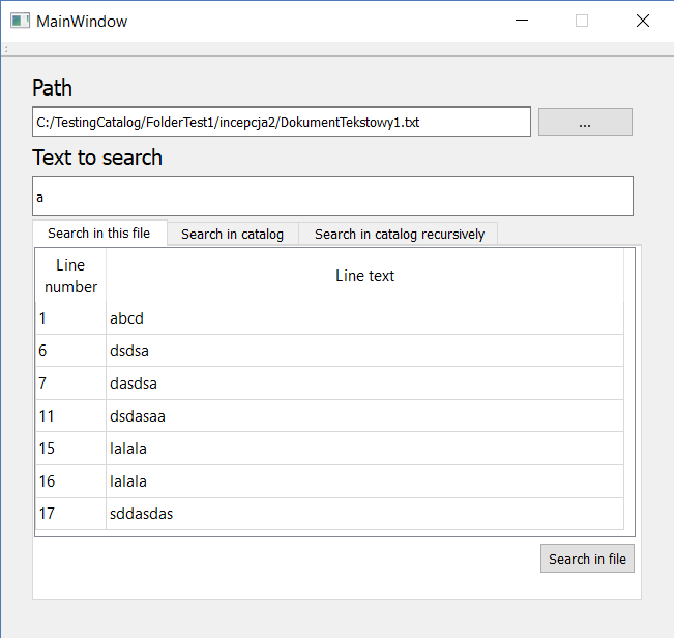 MainWindow
Path
C:/TestingCatalog/FolderTest1/incepcja2/DokumentTekstowy1.txt
...
Text to search
a
Search in this file Search in catalog Search in catalog recursively
Line number Line text
1 abcd
6 dsdsa
7 dasdsa
11 dsdasaa
15 lalala
16 lalala
17 sddasdas
Search in file